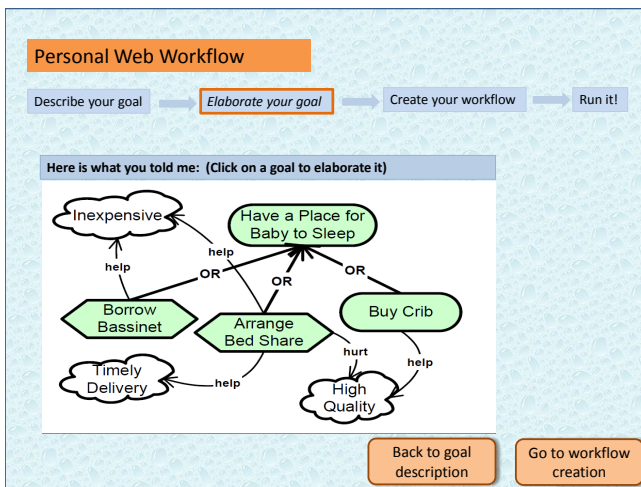 Personal Web Workflow
Describe your goal
Elaborate your goal
Create your workflow
Run it!
Here is what you told me: (Click on a goal to elaborate it)
Inexpensive
Have a Place for
Baby to Sleep
help
help
OR
OR
OR
Borrow
Bassinet
Arrange
Bed Share
Buy Crib
Timely
Delivery
help
hurt
help
High
Quality
Back to goal
description
Go to workflow
creation